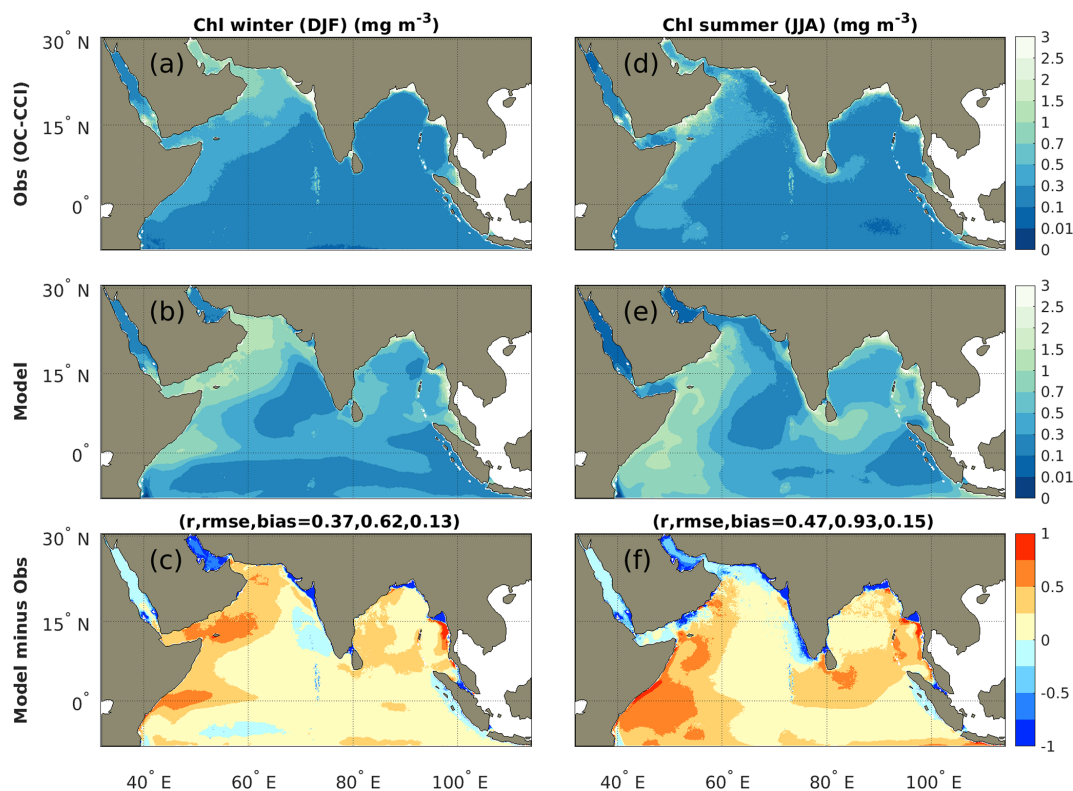 Chl winter (DJF) (mg m⁻³)
Chl summer (JJA) (mg m⁻³)
Obs (OC-CCI)
30° N
15° N
0°
(a)
(d)
3
2.5
2
1.5
1
0.7
0.5
0.3
0.1
0.01
0
Model
30° N
15° N
0°
(b)
(e)
3
2.5
2
1.5
1
0.7
0.5
0.3
0.1
0.01
0
(r,rmse,bias=0.37,0.62,0.13)
(r,rmse,bias=0.47,0.93,0.15)
Model minus Obs
30° N
15° N
0°
(c)
(f)
1
0.5
0
-0.5
-1
40° E
60° E
80° E
100° E
40° E
60° E
80° E
100° E